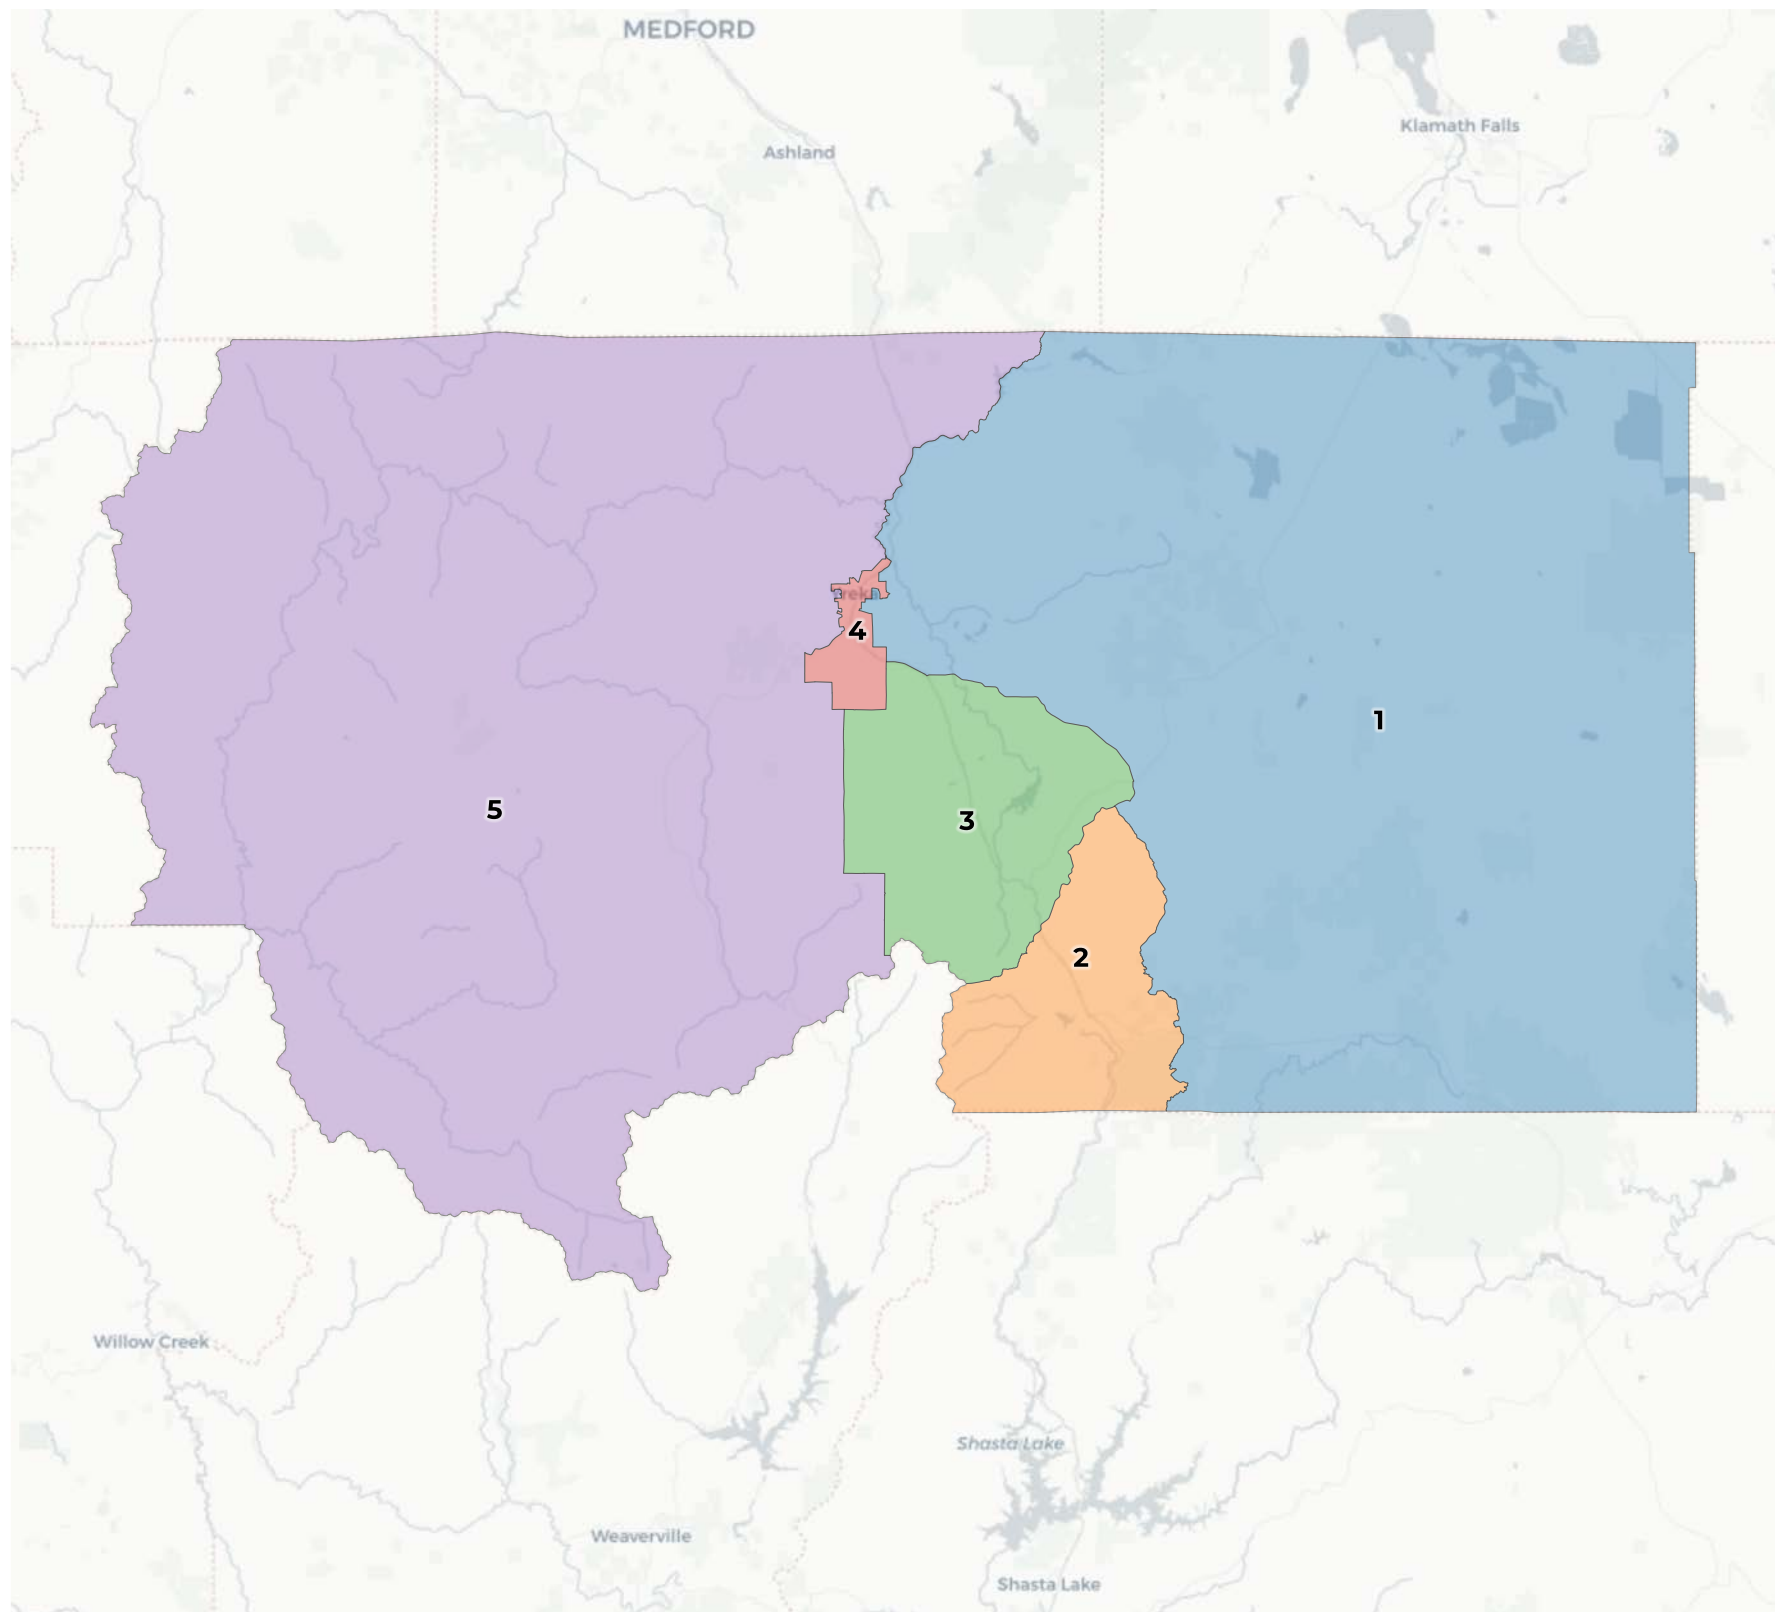 MEDFORD
Klamath Falls
Ashland
4
1
5
3
2
Willow Creek
Shasta Lake
Weaverville
Shasta Lake